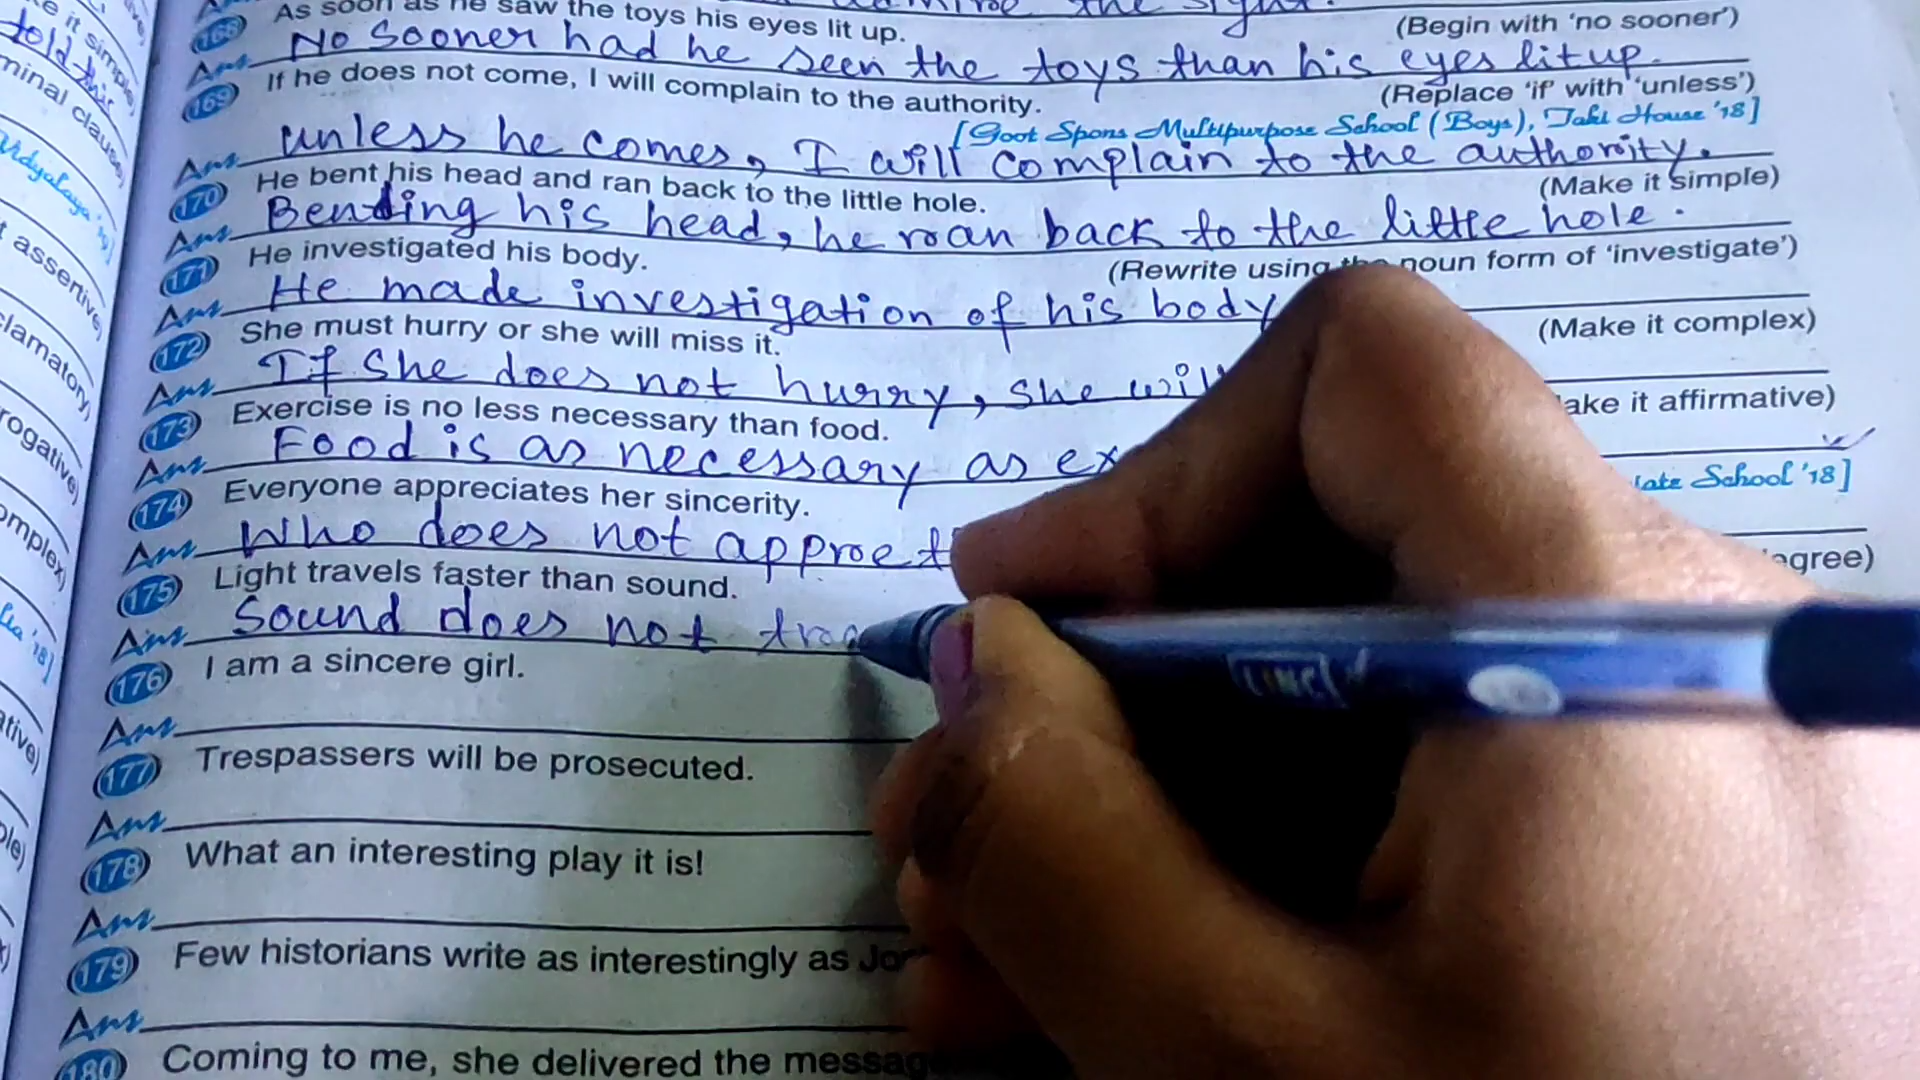 As soon as he saw the toys his eyes lit up. (Begin with 'no sooner')
168
Ans No Sooner had he seen the toys than his eyes lit up.
169 If he does not come, I will complain to the authority. (Replace 'if' with 'unless')
[Govt Spons Multipurpose School (Boys), Taki House '18]
Ans unless he comes, I will complain to the authority.
170 He bent his head and ran back to the little hole. (Make it simple)
Ans Bending his head, he ran back to the little hole.
171 He investigated his body. (Rewrite using the noun form of 'investigate')
Ans He made investigation of his body
172 She must hurry or she will miss it. (Make it complex)
Ans If She does not hurry, she will
173 Exercise is no less necessary than food. ake it affirmative)
Ans Food is as necessary as ex
174 Everyone appreciates her sincerity. School '18]
Ans Who does not
175 Light travels faster than sound. egree)
Ans Sound does not tra
176 I am a sincere girl.
Ans
177 Trespassers will be prosecuted.
Ans
178 What an interesting play it is!
Ans
179 Few historians write as interestingly as Jo
Ans
180 Coming to me, she delivered the messag